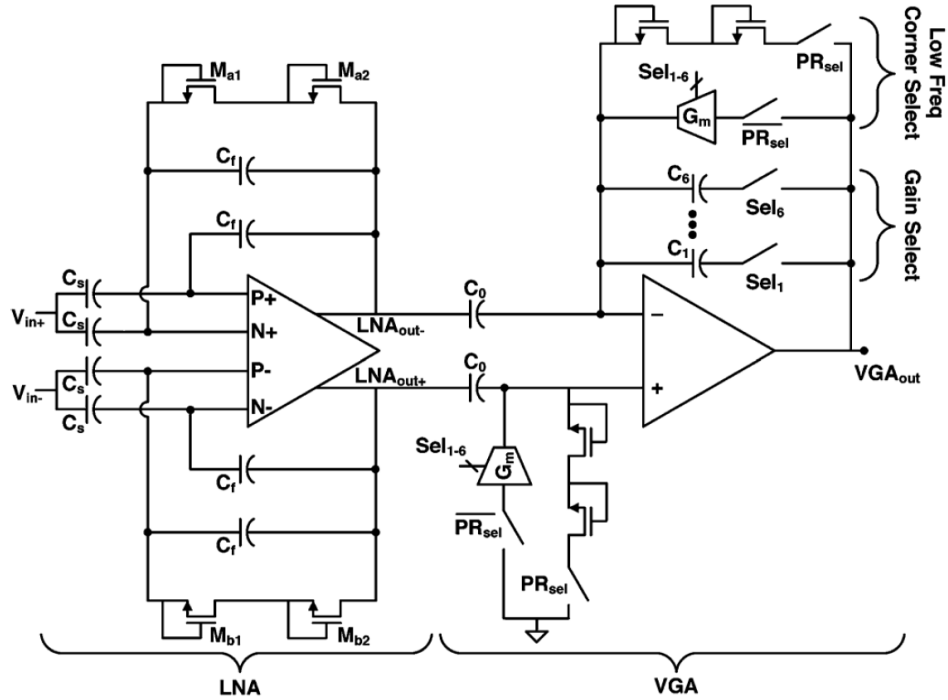 Ma1
Ma2
Cf
Cf
Cs
Vin+
Cs
Cs
Vin-
Cs
P+
N+
P-
N-
LNAout-
LNAout+
Cf
Cf
Mb1
Mb2
LNA
C0
C0
Sel1-6
Gm
PRsel
PRsel
C6
Sel6
C1
Sel1
Low Freq
Corner Select
Gain Select
−
+
VGAout
Sel1-6
Gm
PRsel
PRsel
VGA